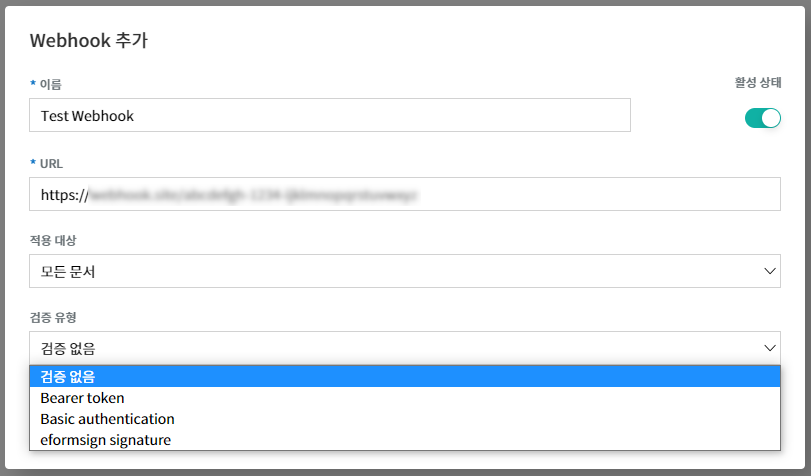 Webhook 추가
* 이름
활성 상태
Test Webhook
* URL
https://
적용 대상
모든 문서
검증 유형
검증 없음
검증 없음
Bearer token
Basic authentication
eformsign signature